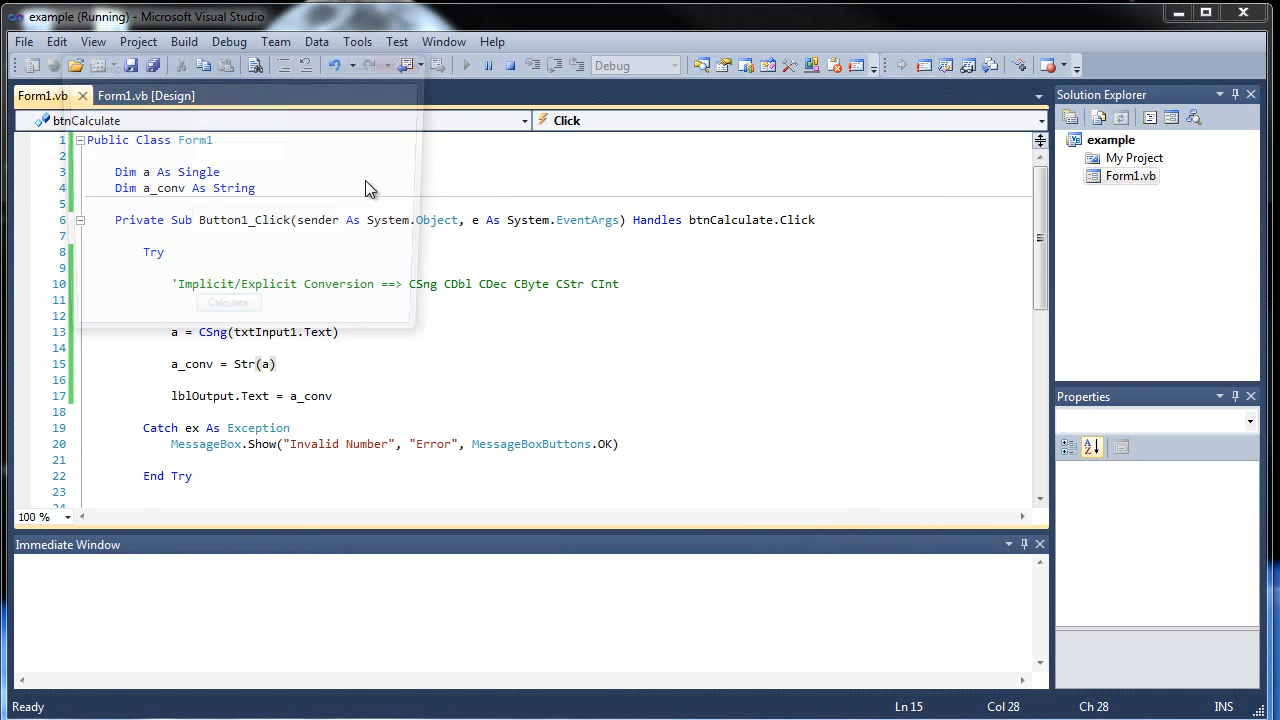 example (Running) - Microsoft Visual Studio
File Edit View Project Build Debug Team Data Tools Test Window Help
Debug
Form1.vb Form1.vb [Design]
Solution Explorer
btnCalculate Click
example
My Project
Form1.vb
1 Public Class Form1
2
3 Dim a As Single
4 Dim a_conv As String
5
6 Private Sub Button1_Click(sender As System.Object, e As System.EventArgs) Handles btnCalculate.Click
7
8 Try
9
10 'Implicit/Explicit Conversion ==> CSng CDbl CDec CByte CStr CInt
11
12
Calculate
13 a = CSng(txtInput1.Text)
14
15 a_conv = Str(a)
16
17 lblOutput.Text = a_conv
18
19 Catch ex As Exception
20 MessageBox.Show("Invalid Number", "Error", MessageBoxButtons.OK)
21
22 End Try
23
24
100 %
Properties
Immediate Window
Ready Ln 15 Col 28 Ch 28 INS